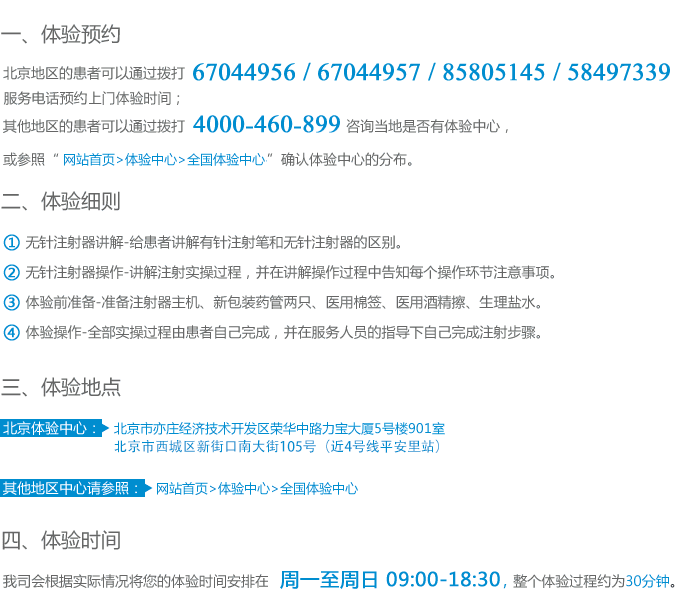 一、体验预约
北京地区的患者可以通过拨打 67044956 / 67044957 / 85805145 / 58497339
服务电话预约上门体验时间；
其他地区的患者可以通过拨打 4000-460-899 咨询当地是否有体验中心，
或参照“ 网站首页>体验中心>全国体验中心”确认体验中心的分布。
二、体验细则
① 无针注射器讲解-给患者讲解有针注射笔和无针注射器的区别。
② 无针注射器操作-讲解注射实操过程，并在讲解操作过程中告知每个操作环节注意事项。
③ 体验前准备-准备注射器主机、新包装药管两只、医用棉签、医用酒精擦、生理盐水。
④ 体验操作-全部实操过程由患者自己完成，并在服务人员的指导下自己完成注射步骤。
三、体验地点
北京体验中心： 北京市亦庄经济技术开发区荣华中路力宝大厦5号楼901室
北京市西城区新街口南大街105号（近4号线平安里站）
其他地区中心请参照： 网站首页>体验中心>全国体验中心
四、体验时间
我司会根据实际情况将您的体验时间安排在 周一至周日 09:00-18:30，整个体验过程约为30分钟。